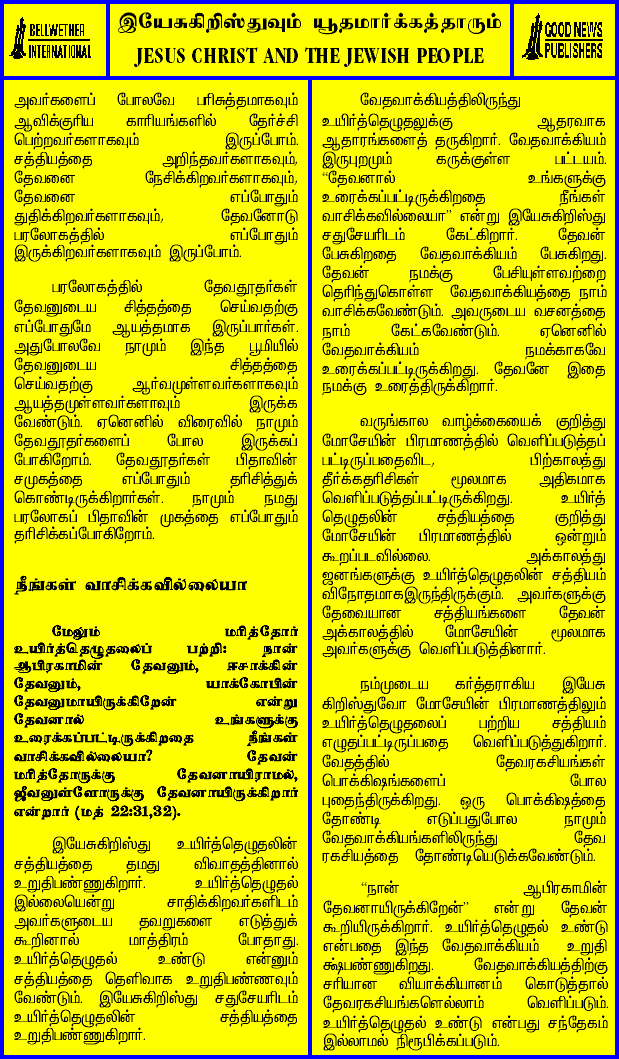 BELLWETHER
INTERNATIONAL
இயேசுகிறிஸ்துவும் யூதமார்க்கத்தாரும்
JESUS CHRIST AND THE JEWISH PEOPLE
GOOD NEWS
PUBLISHERS
அவர்களைப் போலவே பரிசுத்தமாகவும்
ஆவிக்குரிய காரியங்களில் தேர்ச்சி
பெற்றவர்களாகவும் இருப்போம்.
சத்தியத்தை அறிந்தவர்களாகவும்,
தேவனை நேசிக்கிறவர்களாகவும்,
தேவனை எப்போதும்
துதிக்கிறவர்களாகவும், தேவனோடு
பரலோகத்தில் எப்போதும்
இருக்கிறவர்களாகவும் இருப்போம்.
பரலோகத்தில் தேவதூதர்கள்
தேவனுடைய சித்தத்தை செய்வதற்கு
எப்போதுமே ஆயத்தமாக இருப்பார்கள்.
அதுபோலவே நாமும் இந்த பூமியில்
தேவனுடைய சித்தத்தை
செய்வதற்கு ஆர்வமுள்ளவர்களாகவும்
ஆயத்தமுள்ளவர்களாவும் இருக்க
வேண்டும். ஏனெனில் விரைவில் நாமும்
தேவதூதர்களைப் போல இருக்கப்
போகிறோம். தேவதூதர்கள் பிதாவின்
சமுகத்தை எப்போதும் தரிசித்துக்
கொண்டிருக்கிறார்கள். நாமும் நமது
பரலோகப் பிதாவின் முகத்தை எப்போதும்
தரிசிக்கப்போகிறோம்.
நீங்கள் வாசிக்கவில்லையா
மேலும் மரித்தோர்
உயிர்த்தெழுதலைப் பற்றி: நான்
ஆபிரகாமின் தேவனும், ஈசாக்கின்
தேவனும், யாக்கோபின்
தேவனுமாயிருக்கிறேன் என்று
தேவனால் உங்களுக்கு
உரைக்கப்பட்டிருக்கிறதை நீங்கள்
வாசிக்கவில்லையா? தேவன்
மரித்தோருக்கு தேவனாயிராமல்,
ஜீவனுள்ளோருக்கு தேவனாயிருக்கிறார்
என்றார் (மத் 22:31,32).
இயேசுகிறிஸ்து உயிர்த்தெழுதலின்
சத்தியத்தை தமது விவாதத்தினால்
உறுதிபண்ணுகிறார். உயிர்த்தெழுதல்
இல்லையென்று சாதிக்கிறவர்களிடம்
அவர்களுடைய தவறுகளை எடுத்துக்
கூறினால் மாத்திரம் போதாது.
உயிர்த்தெழுதல் உண்டு என்னும்
சத்தியத்தை தெளிவாக உறுதிபண்ணவும்
வேண்டும். இயேசுகிறிஸ்து சதுசேயரிடம்
உயிர்த்தெழுதலின் சத்தியத்தை
உறுதிபண்ணுகிறார்.
வேதவாக்கியத்திலிருந்து
உயிர்த்தெழுதலுக்கு ஆதரவாக
ஆதாரங்களைத் தருகிறார். வேதவாக்கியம்
இருபுறமும் கருக்குள்ள பட்டயம்.
“தேவனால் உங்களுக்கு
உரைக்கப்பட்டிருக்கிறதை நீங்கள்
வாசிக்கவில்லையா” என்று இயேசுகிறிஸ்து
சதுசேயரிடம் கேட்கிறார். தேவன்
பேசுகிறதை வேதவாக்கியம் பேசுகிறது.
தேவன் நமக்கு பேசியுள்ளவற்றை
தெரிந்துகொள்ள வேதவாக்கியத்தை நாம்
வாசிக்கவேண்டும். அவருடைய வசனத்தை
நாம் கேட்கவேண்டும். ஏனெனில்
வேதவாக்கியம் நமக்காகவே
உரைக்கப்பட்டிருக்கிறது. தேவனே இதை
நமக்கு உரைத்திருக்கிறார்.
வருங்கால வாழ்க்கையைக் குறித்து
மோசேயின் பிரமாணத்தில் வெளிப்படுத்தப்
பட்டிருப்பதைவிட, பிற்காலத்து
தீர்க்கதரிசிகள் மூலமாக அதிகமாக
வெளிப்படுத்தப்பட்டிருக்கிறது. உயிர்த்
தெழுதலின் சத்தியத்தை குறித்து
மோசேயின் பிரமாணத்தில் ஒன்றும்
கூறப்படவில்லை. அக்காலத்து
ஜனங்களுக்கு உயிர்த்தெழுதலின் சத்தியம்
விநோதமாகஇருந்திருக்கும். அவர்களுக்கு
தேவையான சத்தியங்களை தேவன்
அக்காலத்தில் மோசேயின் மூலமாக
அவர்களுக்கு வெளிப்படுத்தினார்.
நம்முடைய கர்த்தராகிய இயேசு
கிறிஸ்துவோ மோசேயின் பிரமாணத்திலும்
உயிர்த்தெழுதலைப் பற்றிய சத்தியம்
எழுதப்பட்டிருப்பதை வெளிப்படுத்துகிறார்.
வேதத்தில் தேவரகசியங்கள்
பொக்கிஷங்களைப் போல
புதைந்திருக்கிறது. ஒரு பொக்கிஷத்தை
தோண்டி எடுப்பதுபோல நாமும்
வேதவாக்கியங்களிலிருந்து தேவ
ரகசியத்தை தோண்டியெடுக்கவேண்டும்.
“நான் ஆபிரகாமின்
தேவனாயிருக்கிறேன்” என்று தேவன்
கூறியிருக்கிறார். உயிர்த்தெழுதல் உண்டு
என்பதை இந்த வேதவாக்கியம் உறுதி
க்ஷ்பண்ணுகிறது. வேதவாக்கியத்திற்கு
சரியான வியாக்கியானம் கொடுத்தால்
தேவரகசியங்களெல்லாம் வெளிப்படும்.
உயிர்த்தெழுதல் உண்டு என்பது சந்தேகம்
இல்லாமல் நிரூபிக்கப்படும்.